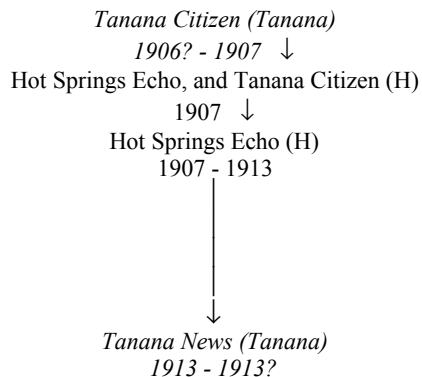 Tanana Citizen (Tanana)
1906? - 1907 ↓
Hot Springs Echo, and Tanana Citizen (H)
1907 ↓
Hot Springs Echo (H)
1907 - 1913
Tanana News (Tanana)
1913 - 1913?